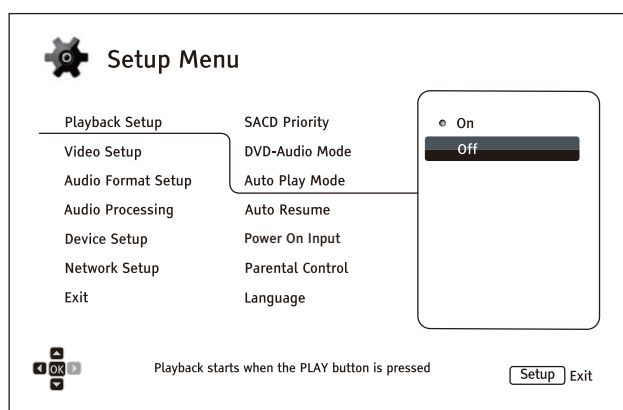 Setup Menu
Playback Setup
Video Setup
Audio Format Setup
Audio Processing
Device Setup
Network Setup
Exit
SACD Priority
DVD-Audio Mode
Auto Play Mode
Auto Resume
Power On Input
Parental Control
Language
On
Off
OK
Playback starts when the PLAY button is pressed
Setup Exit